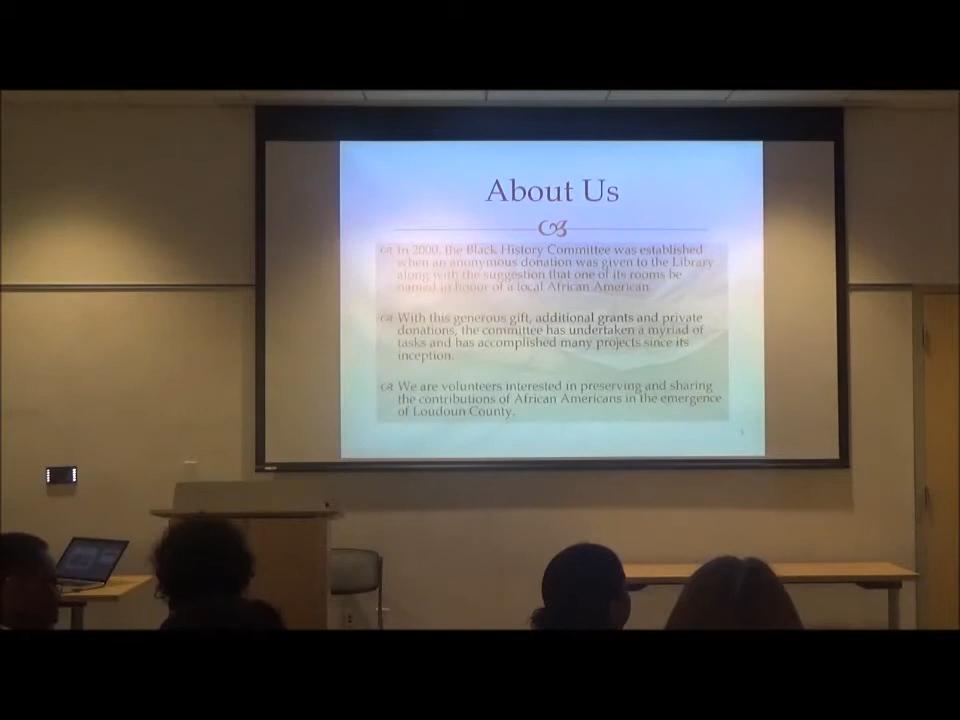 About Us
In 2000, the Black History Committee was established
when an anonymous donation was given to the Library
along with the suggestion that one of its rooms be
named in honor of a local African American.
With this generous gift, additional grants and private
donations, the committee has undertaken a myriad of
tasks and has accomplished many projects since its
inception.
We are volunteers interested in preserving and sharing
the contributions of African Americans in the emergence
of Loudoun County.